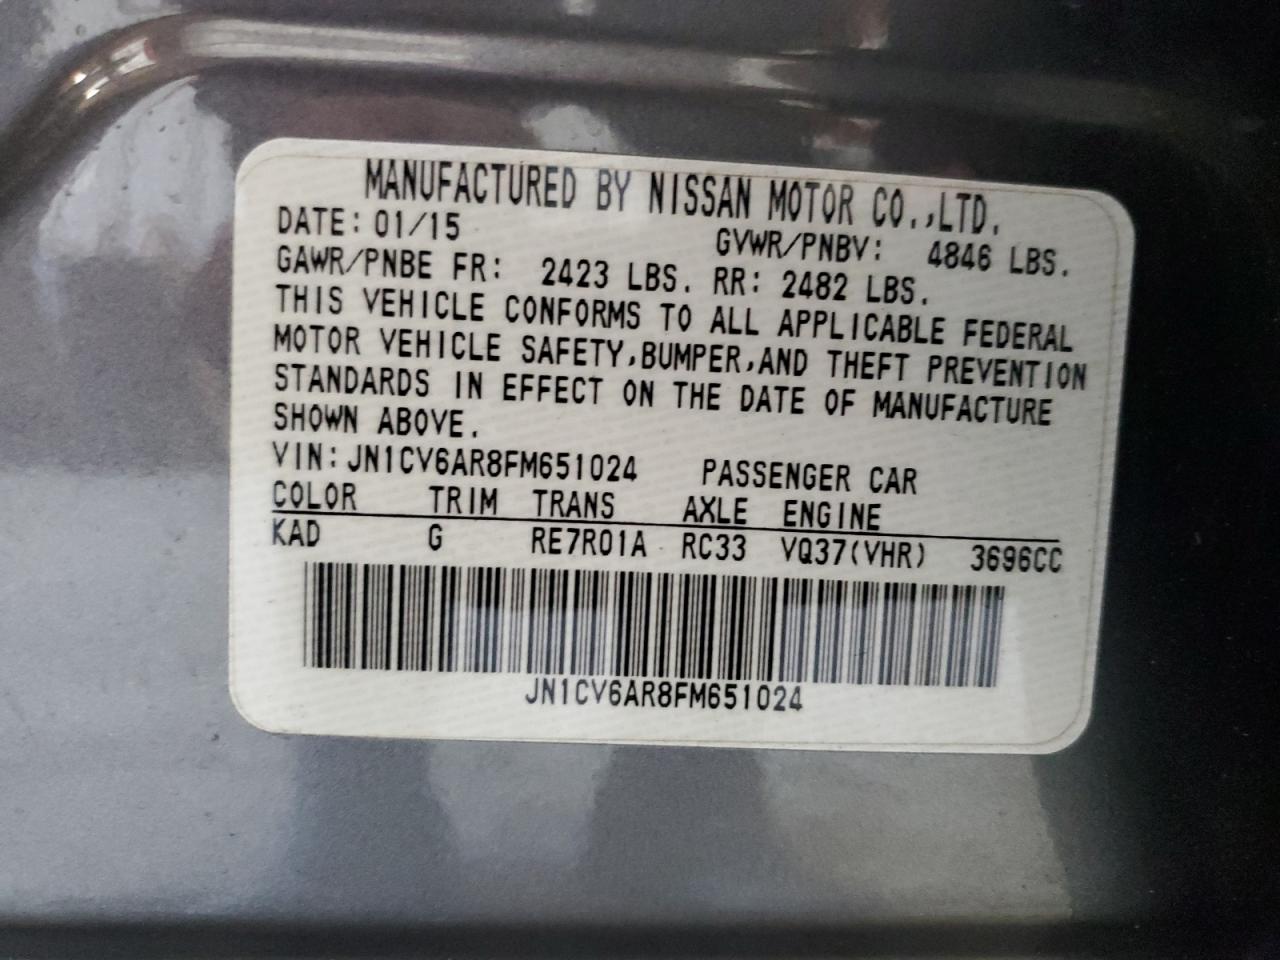 MANUFACTURED BY NISSAN MOTOR CO.,LTD.
DATE: 01/15 GVWR/PNBV: 4846 LBS.
GAWR/PNBE FR: 2423 LBS. RR: 2482 LBS.
THIS VEHICLE CONFORMS TO ALL APPLICABLE FEDERAL
MOTOR VEHICLE SAFETY,BUMPER,AND THEFT PREVENTION
STANDARDS IN EFFECT ON THE DATE OF MANUFACTURE
SHOWN ABOVE.
VIN:JN1CV6AR8FM651024 PASSENGER CAR
COLOR TRIM TRANS AXLE ENGINE
KAD G RE7R01A RC33 VQ37(VHR) 3696CC
JN1CV6AR8FM651024